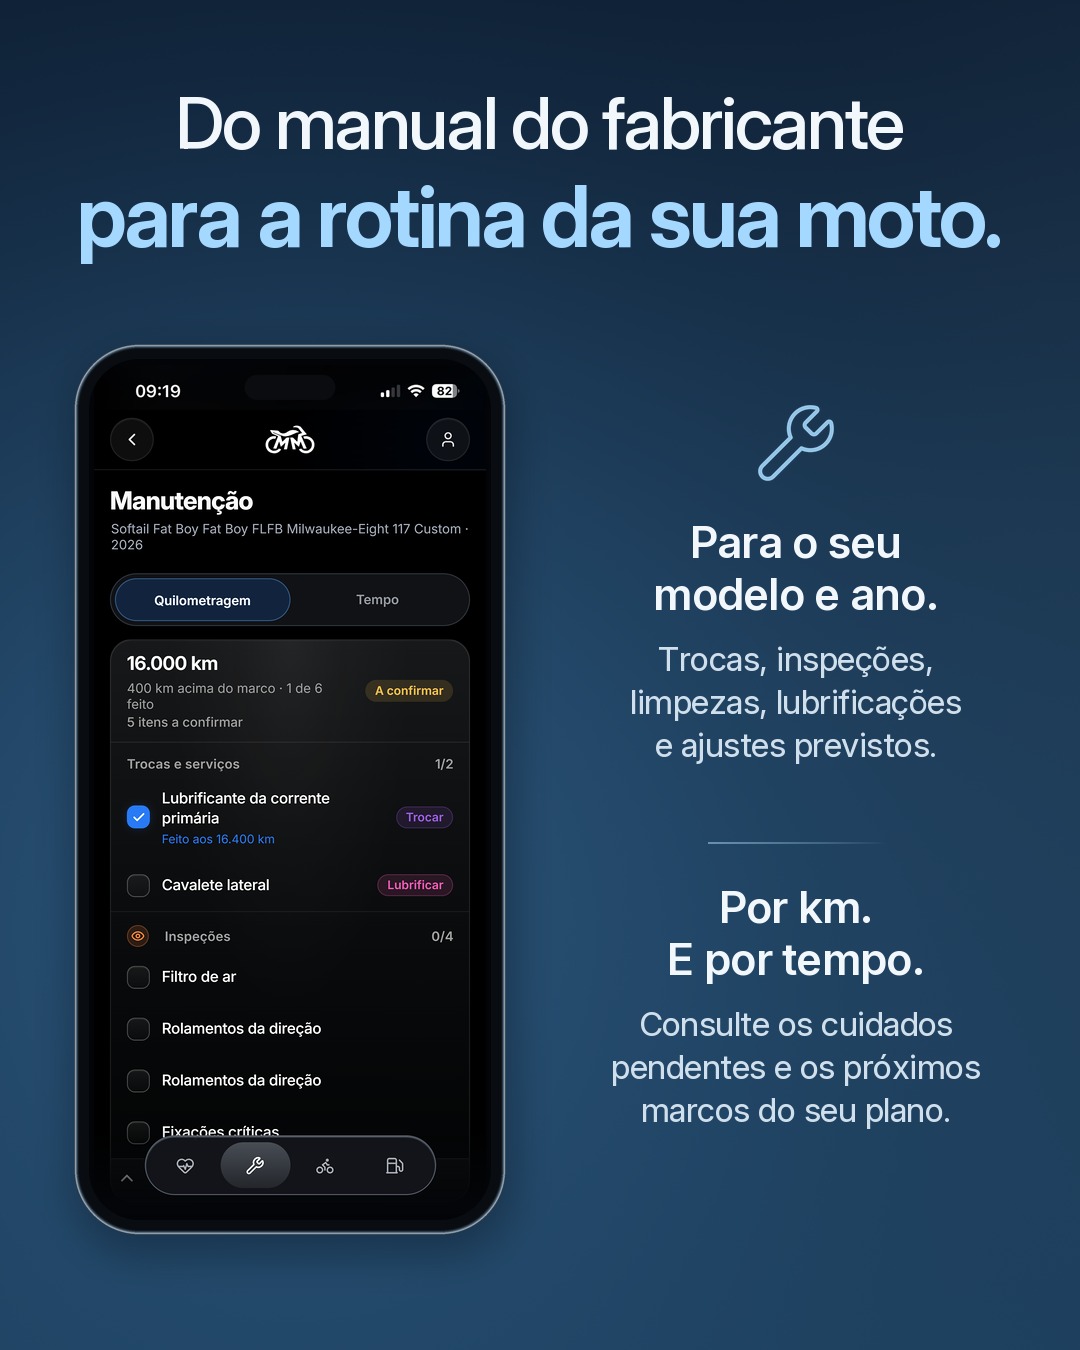 Do manual do fabricante
para a rotina da sua moto.
09:19
82
MM
Manutenção
Softail Fat Boy Fat Boy FLFB Milwaukee-Eight 117 Custom ·
2026
Quilometragem
Tempo
16.000 km
400 km acima do marco · 1 de 6
feito
5 itens a confirmar
A confirmar
Trocas e serviços
1/2
Lubrificante da corrente
primária
Feito aos 16.400 km
Trocar
Cavalete lateral
Lubrificar
Inspeções
0/4
Filtro de ar
Rolamentos da direção
Rolamentos da direção
Fixações críticas
Para o seu
modelo e ano.
Trocas, inspeções,
limpezas, lubrificações
e ajustes previstos.
Por km.
E por tempo.
Consulte os cuidados
pendentes e os próximos
marcos do seu plano.